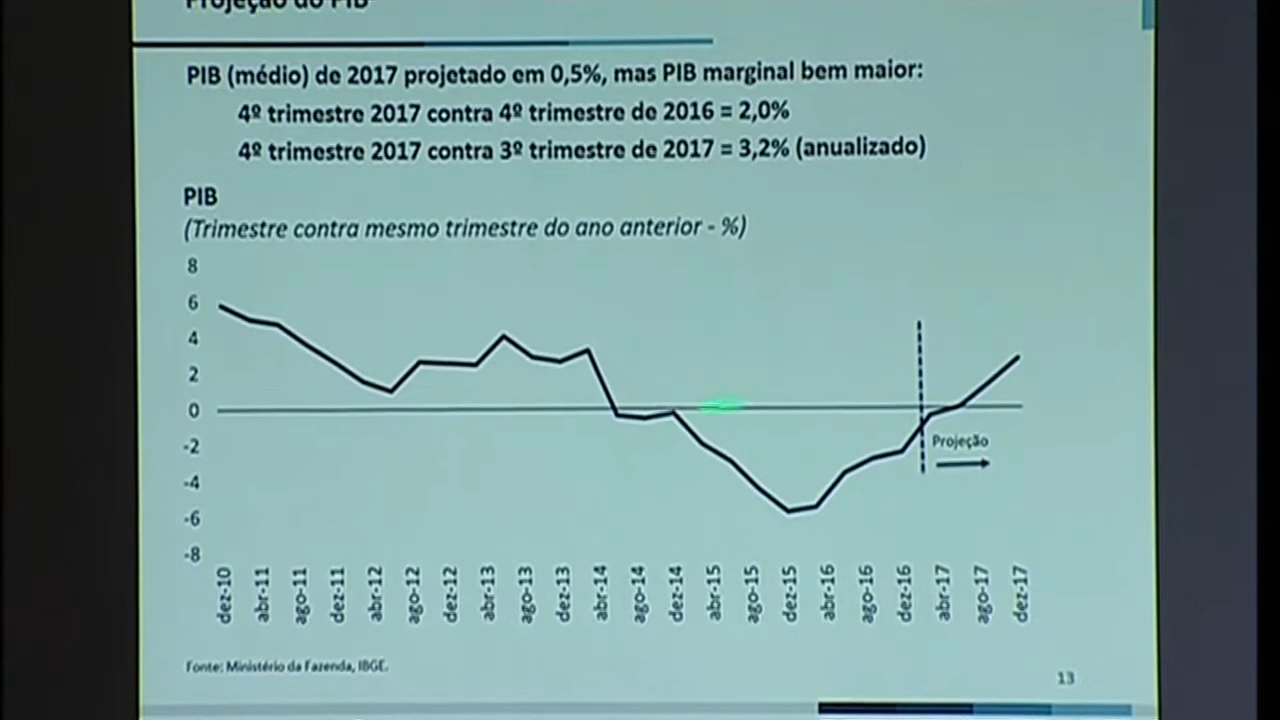 Projeção do PIB
PIB (médio) de 2017 projetado em 0,5%, mas PIB marginal bem maior:
4º trimestre 2017 contra 4º trimestre de 2016 = 2,0%
4º trimestre 2017 contra 3º trimestre de 2017 = 3,2% (anualizado)
PIB
(Trimestre contra mesmo trimestre do ano anterior - %)
8
6
4
2
0
-2
-4
-6
-8
Projeção
dez-10
abr-11
ago-11
dez-11
abr-12
ago-12
dez-12
abr-13
ago-13
dez-13
abr-14
ago-14
dez-14
abr-15
ago-15
dez-15
abr-16
ago-16
dez-16
abr-17
ago-17
dez-17
Fonte: Ministério da Fazenda, IBGE.
13